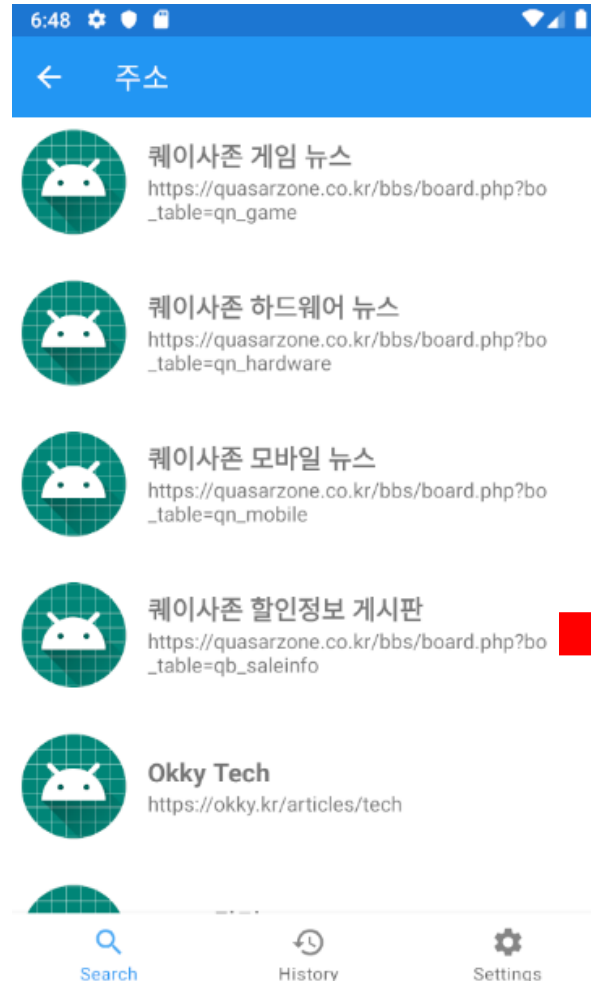 6:48
주소
퀘이사존 게임 뉴스
https://quasarzone.co.kr/bbs/board.php?bo
_table=qn_game
퀘이사존 하드웨어 뉴스
https://quasarzone.co.kr/bbs/board.php?bo
_table=qn_hardware
퀘이사존 모바일 뉴스
https://quasarzone.co.kr/bbs/board.php?bo
_table=qn_mobile
퀘이사존 할인정보 게시판
https://quasarzone.co.kr/bbs/board.php?bo
_table=qb_saleinfo
Okky Tech
https://okky.kr/articles/tech
Search
History
Settings